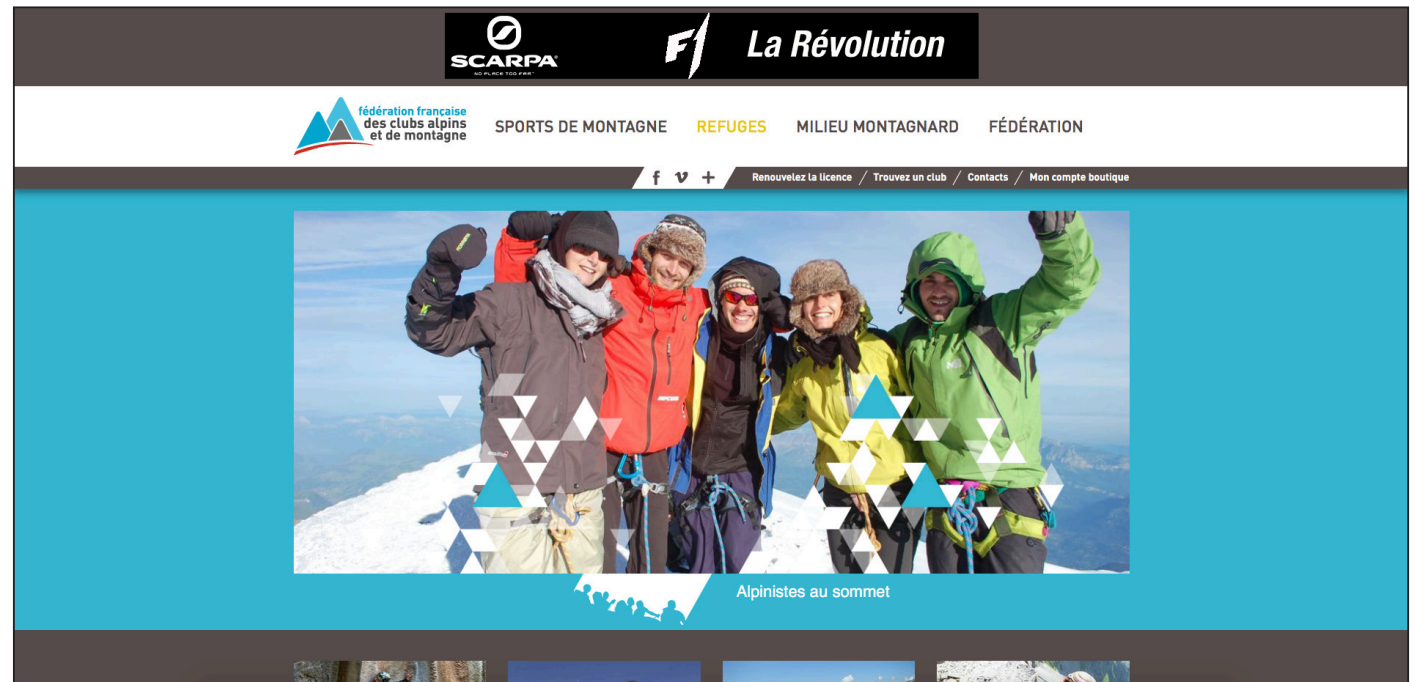 SCARPA
NO PLACE TOO FAR
F1
La Révolution
fédération française
des clubs alpins
et de montagne
SPORTS DE MONTAGNE
REFUGES
MILIEU MONTAGNARD
FÉDÉRATION
Renouvelez la licence / Trouvez un club / Contacts / Mon compte boutique
Alpinistes au sommet